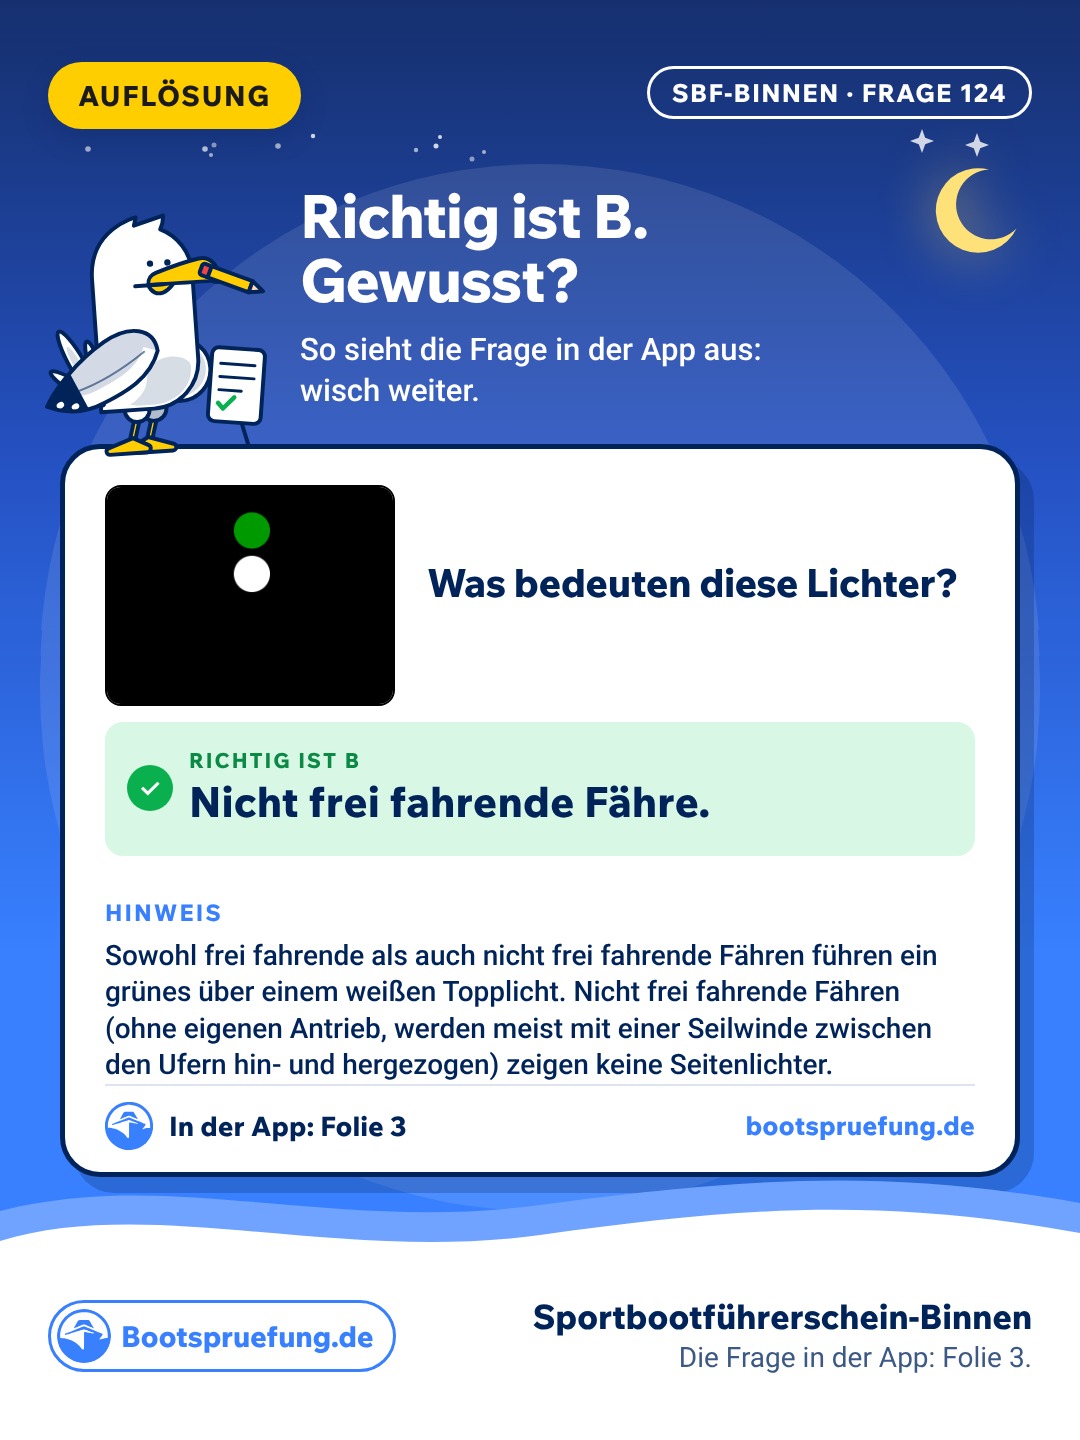 AUFLÖSUNG
SBF-BINNEN · FRAGE 124
Richtig ist B.
Gewusst?
So sieht die Frage in der App aus:
wisch weiter.
Was bedeuten diese Lichter?
RICHTIG IST B
Nicht frei fahrende Fähre.
HINWEIS
Sowohl frei fahrende als auch nicht frei fahrende Fähren führen ein
grünes über einem weißen Topplicht. Nicht frei fahrende Fähren
(ohne eigenen Antrieb, werden meist mit einer Seilwinde zwischen
den Ufern hin- und hergezogen) zeigen keine Seitenlichter.
In der App: Folie 3
bootspruefung.de
Bootspruefung.de
Sportbootführerschein-Binnen
Die Frage in der App: Folie 3.